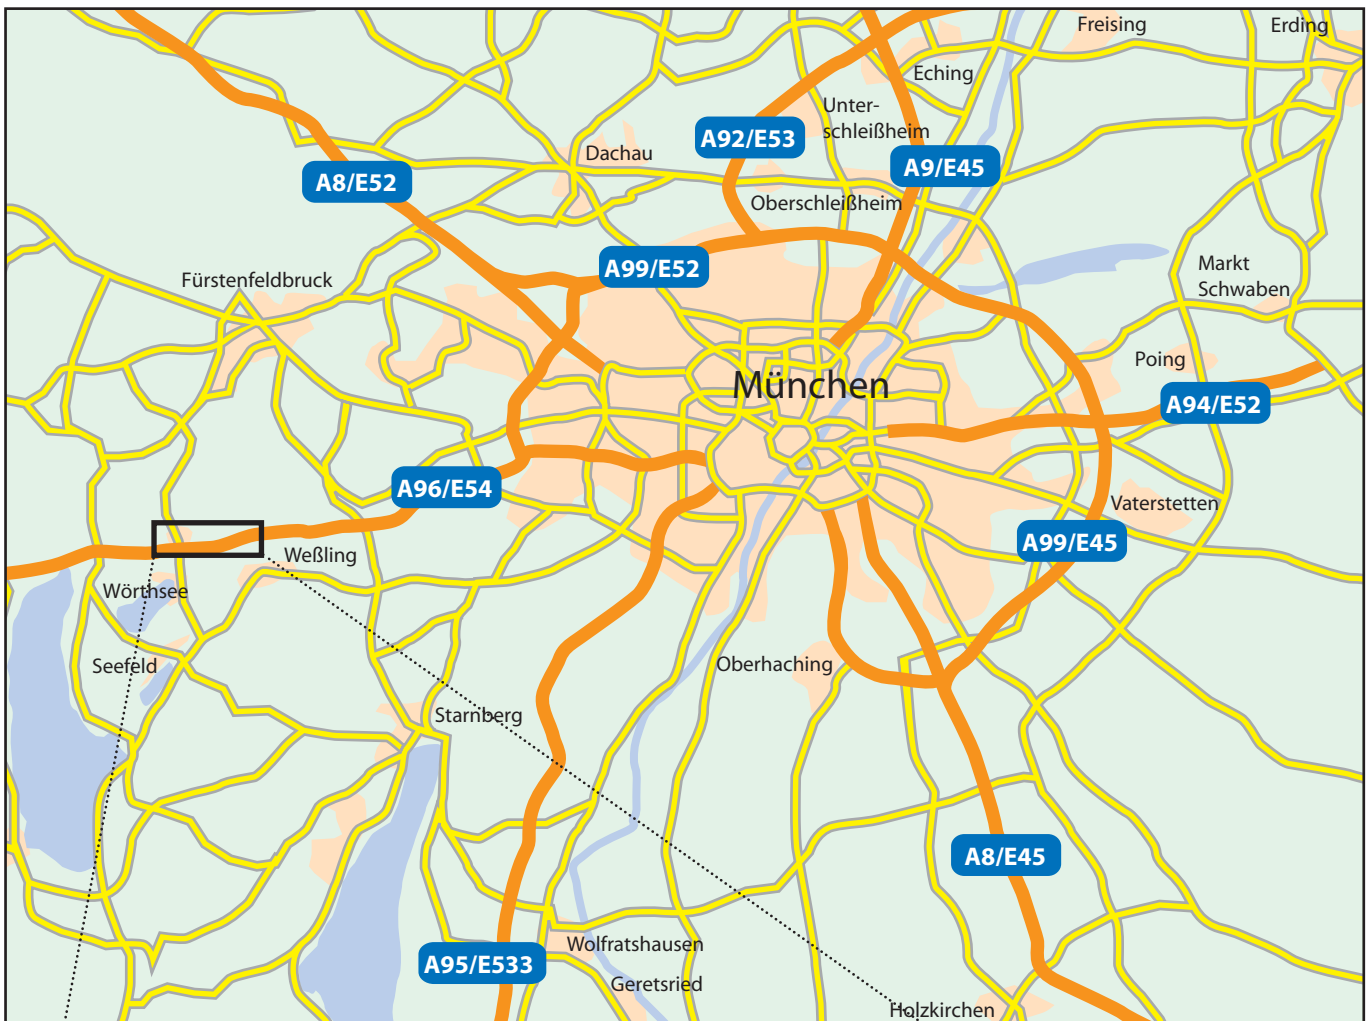 Freising
Erding
Eching
Unter-
schleißheim
A92/E53
Dachau
A9/E45
A8/E52
Oberschleißheim
A99/E52
Markt
Schwaben
Fürstenfeldbruck
Poing
München
A94/E52
A96/E54
Vaterstetten
A99/E45
Weßling
Wörthsee
Seefeld
Oberhaching
Starnberg
A8/E45
Wolfratshausen
A95/E533
Geretsried
Holzkirchen